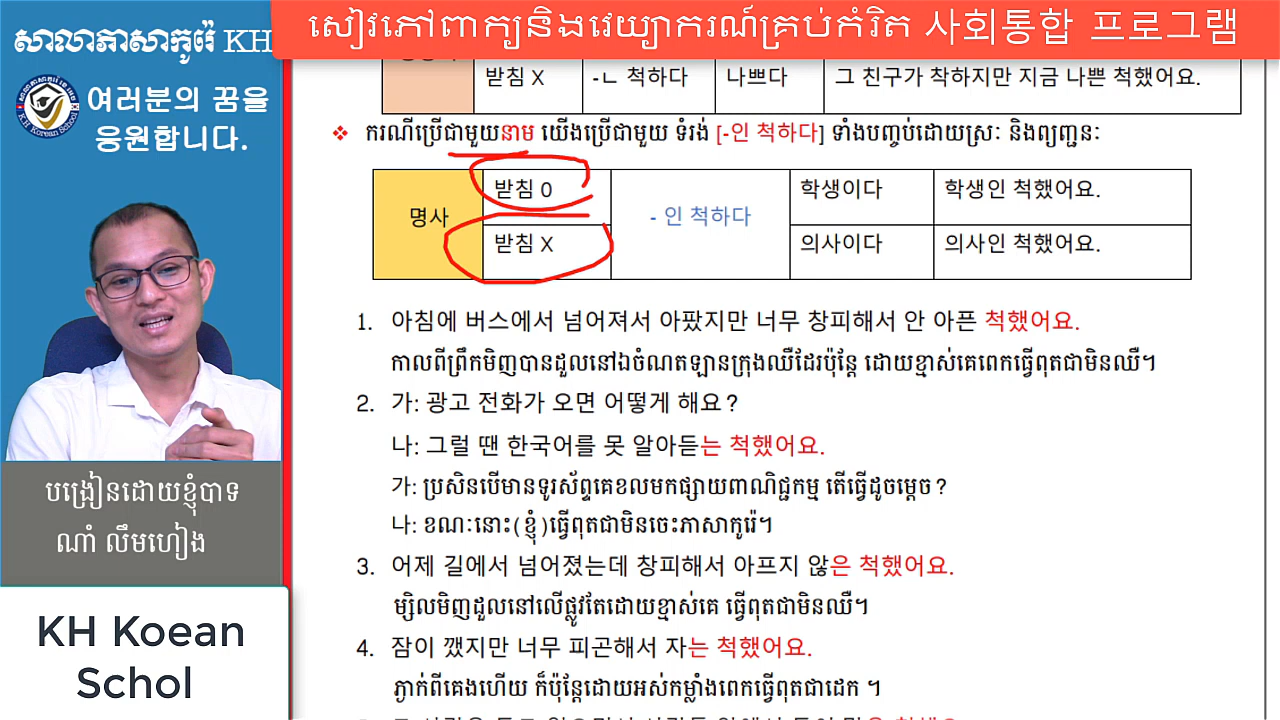 សៀវភៅពាក្យនិងវេយ្យាករណ៍គ្រប់កំរិត 사회통합 프로그램
សាលាភាសាកូរ៉េ KH
여러분의 꿈을
응원합니다.
받침 X -ㄴ 척하다 나쁘다 그 친구가 착하지만 지금 나쁜 척했어요.
❖ ករណីប្រើជាមួយនាម យើងប្រើជាមួយ ទំរង់ [-인 척하다] ទាំងបញ្ចប់ដោយស្រៈ និងព្យញ្ជនៈ
명사 받침 O - 인 척하다 학생이다 학생인 척했어요.
받침 X 의사이다 의사인 척했어요.
1. 아침에 버스에서 넘어져서 아팠지만 너무 창피해서 안 아픈 척했어요.
កាលពីព្រឹកមិញបានដួលនៅឯចំណតឡានក្រុងឈឺដែរប៉ុន្តែ ដោយខ្មាស់គេពេកធ្វើពុតជាមិនឈឺ។
2. 가: 광고 전화가 오면 어떻게 해요?
나: 그럴 땐 한국어를 못 알아듣는 척했어요.
가: ប្រសិនបើមានទូរស័ព្ទគេខលមកផ្សាយពាណិជ្ជកម្ម តើធ្វើដូចម្ដេច?
나: ខណៈនោះ(ខ្ញុំ)ធ្វើពុតជាមិនចេះភាសាកូរ៉េ។
3. 어제 길에서 넘어졌는데 창피해서 아프지 않은 척했어요.
ម្សិលមិញដួលនៅលើផ្លូវតែដោយខ្មាស់គេ ធ្វើពុតជាមិនឈឺ។
4. 잠이 깼지만 너무 피곤해서 자는 척했어요.
ភ្ញាក់ពីគេងហើយ ក៏ប៉ុន្តែដោយអស់កម្លាំងពេកធ្វើពុតជាដេក ។
បង្រៀនដោយខ្ញុំបាទ
ណាំ លឹមហៀង
KH Koean
Schol